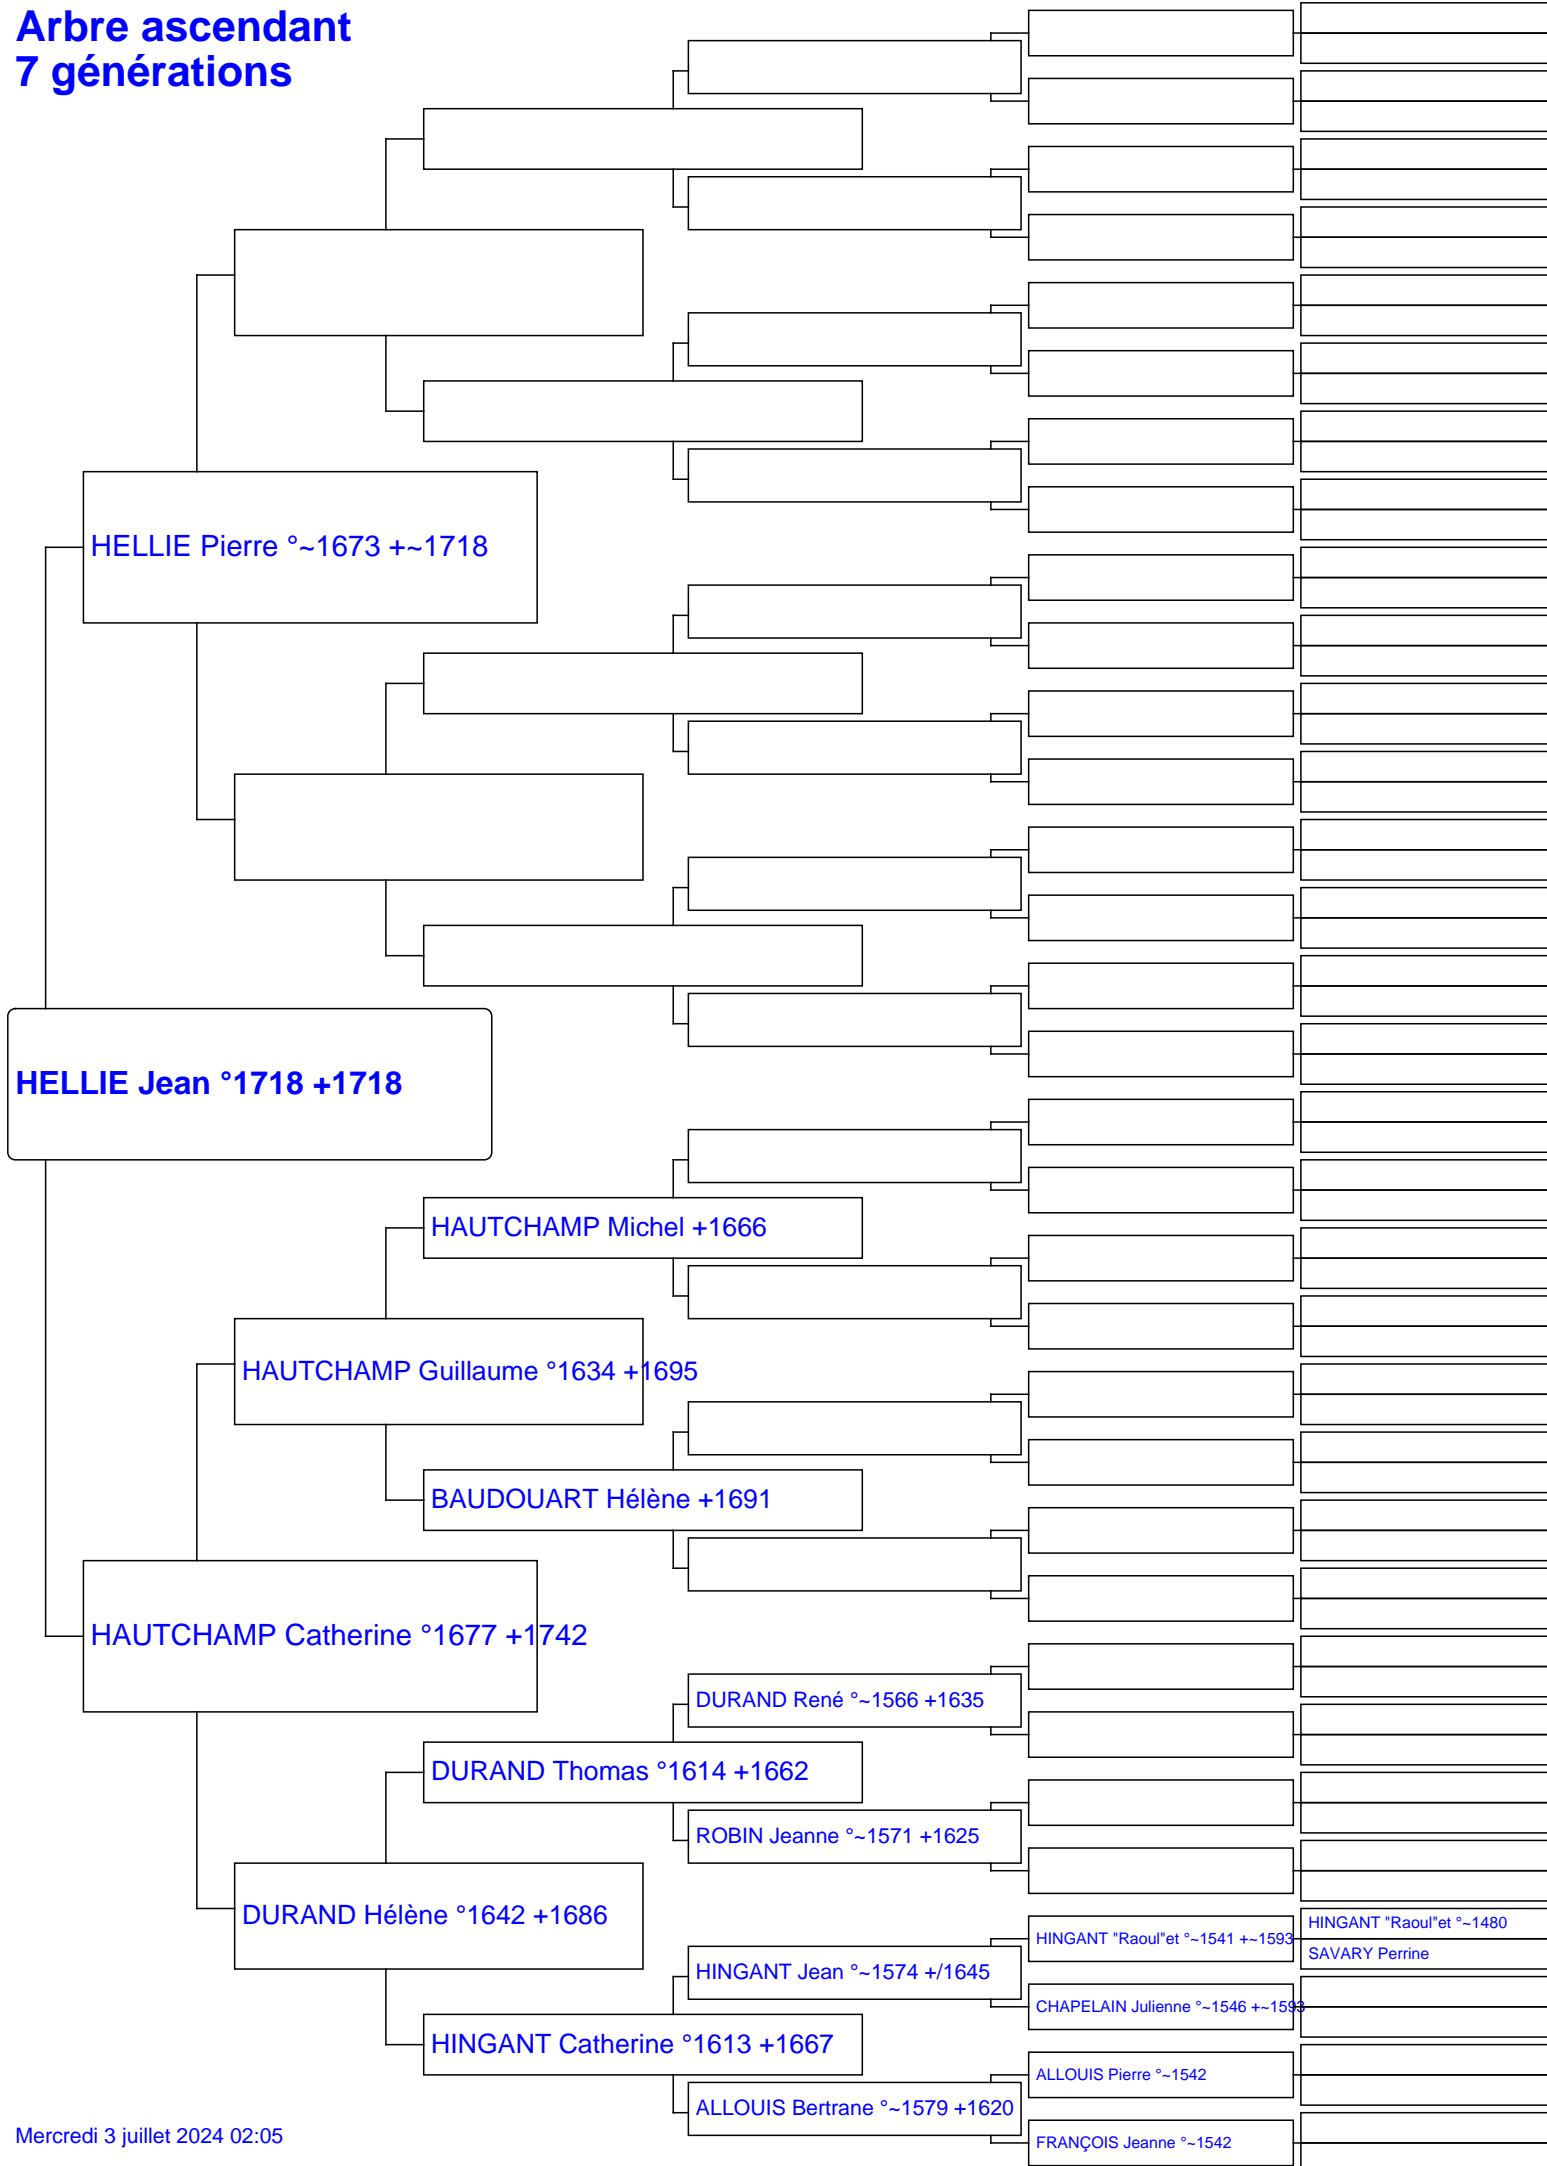 Arbre ascendant
7 générations
HELLIE Pierre °~1673 +~1718
HELLIE Jean °1718 +1718
HAUTCHAMP Michel +1666
HAUTCHAMP Guillaume °1634 +1695
BAUDOUART Hélène +1691
HAUTCHAMP Catherine °1677 +1742
DURAND René °~1566 +1635
DURAND Thomas °1614 +1662
ROBIN Jeanne °~1571 +1625
DURAND Hélène °1642 +1686
HINGANT "Raoul"et °~1480
HINGANT "Raoul"et °~1541 +~1593
SAVARY Perrine
HINGANT Jean °~1574 +/1645
CHAPELAIN Julienne °~1546 +~1593
HINGANT Catherine °1613 +1667
ALLOUIS Pierre °~1542
ALLOUIS Bertrane °~1579 +1620
FRANÇOIS Jeanne °~1542
Mercredi 3 juillet 2024 02:05